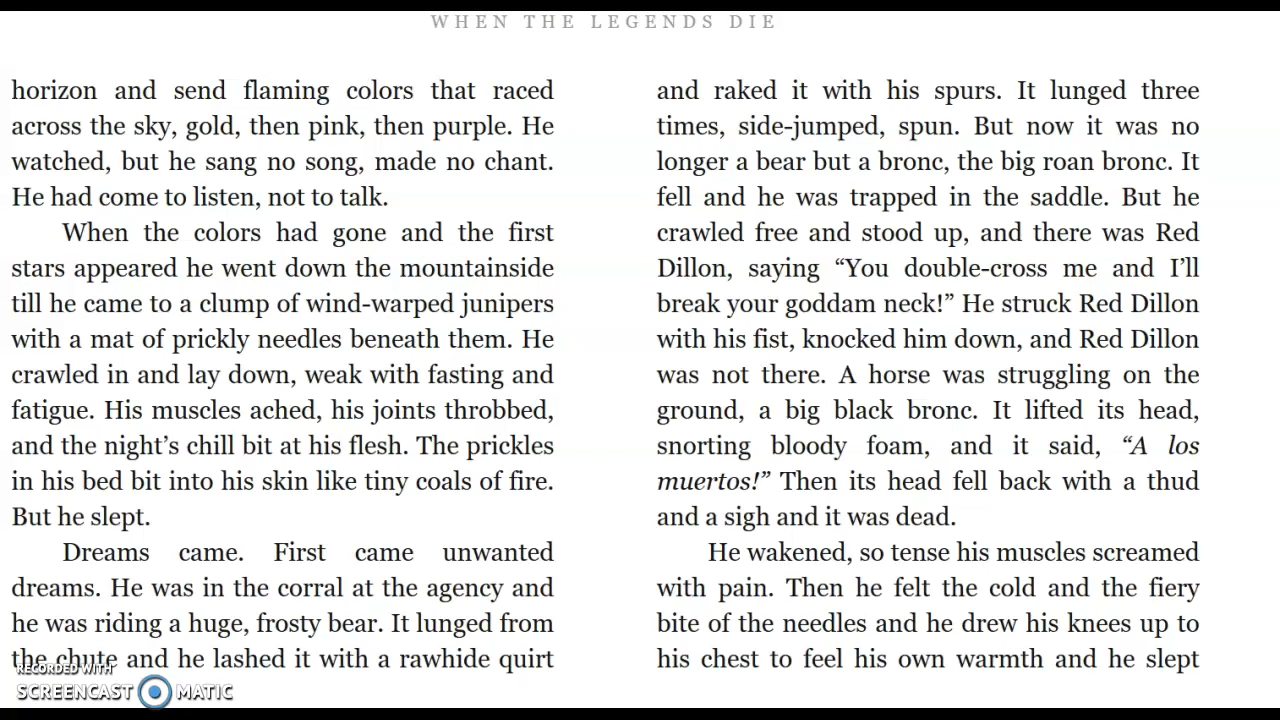 WHEN THE LEGENDS DIE
horizon and send flaming colors that raced
across the sky, gold, then pink, then purple. He
watched, but he sang no song, made no chant.
He had come to listen, not to talk.
When the colors had gone and the first
stars appeared he went down the mountainside
till he came to a clump of wind-warped junipers
with a mat of prickly needles beneath them. He
crawled in and lay down, weak with fasting and
fatigue. His muscles ached, his joints throbbed,
and the night’s chill bit at his flesh. The prickles
in his bed bit into his skin like tiny coals of fire.
But he slept.
Dreams came. First came unwanted
dreams. He was in the corral at the agency and
he was riding a huge, frosty bear. It lunged from
the chute and he lashed it with a rawhide quirt
and raked it with his spurs. It lunged three
times, side-jumped, spun. But now it was no
longer a bear but a bronc, the big roan bronc. It
fell and he was trapped in the saddle. But he
crawled free and stood up, and there was Red
Dillon, saying “You double-cross me and I’ll
break your goddam neck!” He struck Red Dillon
with his fist, knocked him down, and Red Dillon
was not there. A horse was struggling on the
ground, a big black bronc. It lifted its head,
snorting bloody foam, and it said, “A los
muertos!” Then its head fell back with a thud
and a sigh and it was dead.
He wakened, so tense his muscles screamed
with pain. Then he felt the cold and the fiery
bite of the needles and he drew his knees up to
his chest to feel his own warmth and he slept
RECORDED WITH
SCREENCAST MATIC